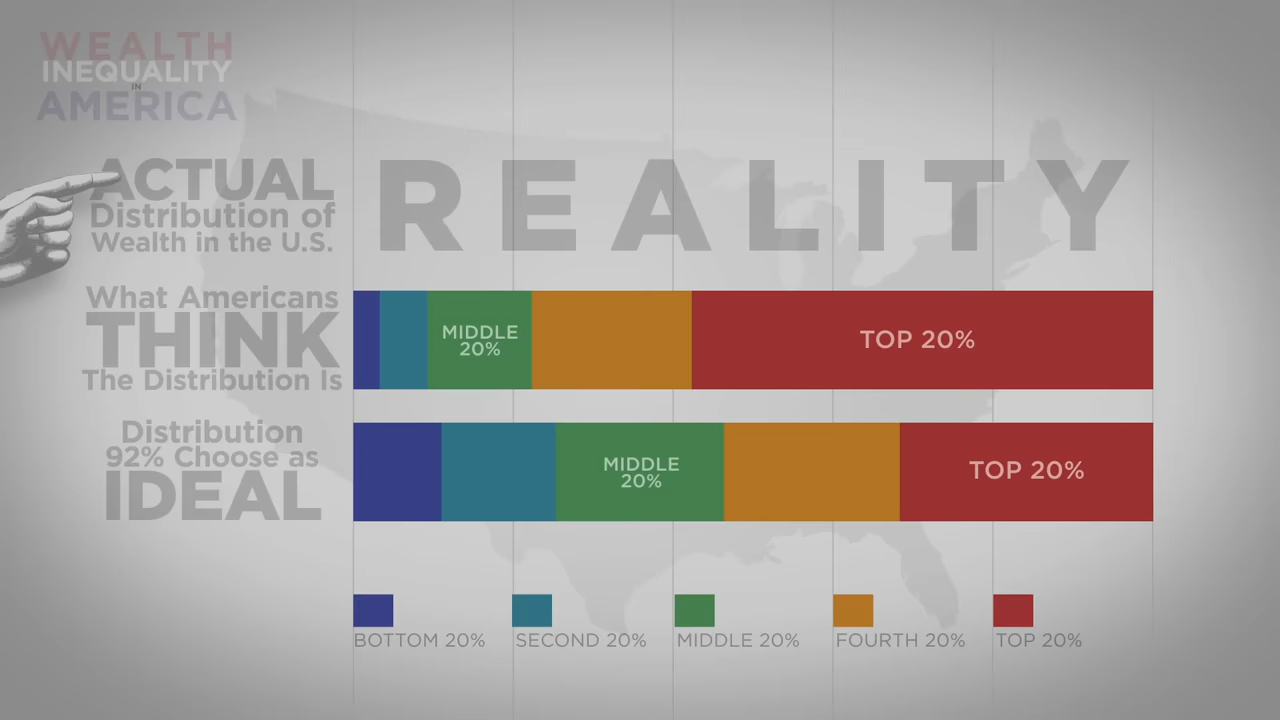 WEALTH
INEQUALITY
IN
AMERICA
ACTUAL
Distribution of
Wealth in the U.S.
REALITY
What Americans
THINK
The Distribution Is
MIDDLE
20%
TOP 20%
Distribution
92% Choose as
IDEAL
MIDDLE
20%
TOP 20%
BOTTOM 20%
SECOND 20%
MIDDLE 20%
FOURTH 20%
TOP 20%